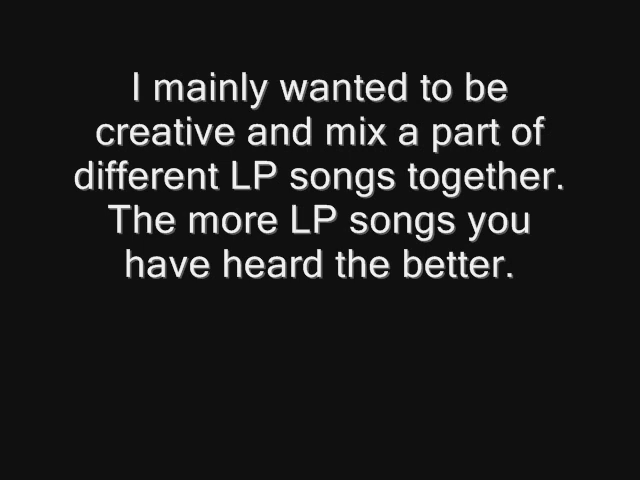 I mainly wanted to be
creative and mix a part of
different LP songs together.
The more LP songs you
have heard the better.